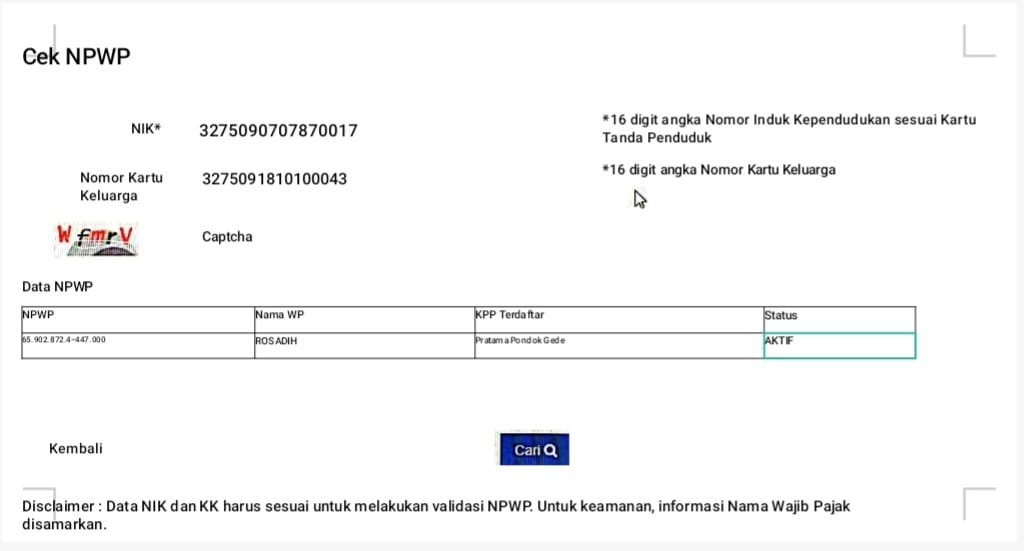 Cek NPWP
NIK* 3275090707870017
*16 digit angka Nomor Induk Kependudukan sesuai Kartu
Tanda Penduduk
Nomor Kartu
Keluarga
3275091810100043
*16 digit angka Nomor Kartu Keluarga
W fmr V
Captcha
Data NPWP
NPWP Nama WP KPP Terdaftar Status
65.902.872.4-447.000 ROSADIH Pratama Pondok Gede AKTIF
Kembali
Cari
Disclaimer : Data NIK dan KK harus sesuai untuk melakukan validasi NPWP. Untuk keamanan, informasi Nama Wajib Pajak
disamarkan.